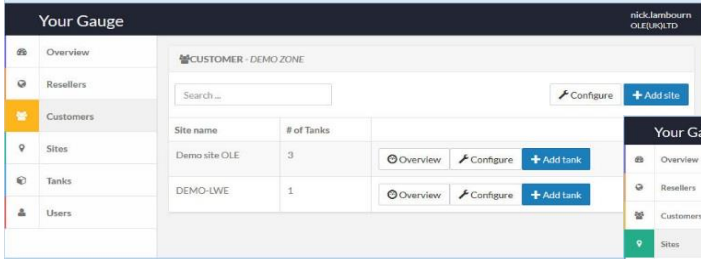 Your Gauge
nick.lambourn
OLE(UK)LTD
Overview
Resellers
Customers
Sites
Tanks
Users
CUSTOMER - DEMO ZONE
Search ...
Configure
+ Add site
Site name # of Tanks
Demo site OLE 3 Overview Configure + Add tank
DEMO-LWE 1 Overview Configure + Add tank
Your Ga
Overview
Resellers
Customers
Sites